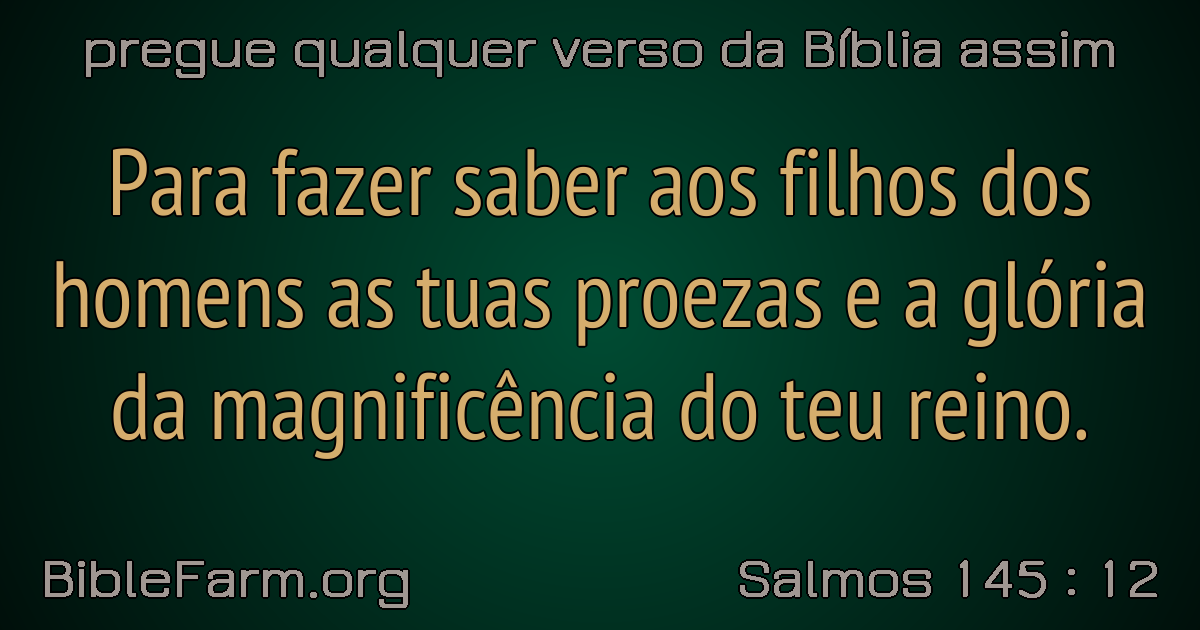 pregue qualquer verso da Bíblia assim
Para fazer saber aos filhos dos
homens as tuas proezas e a glória
da magnificência do teu reino.
BibleFarm.org
Salmos 145 : 12